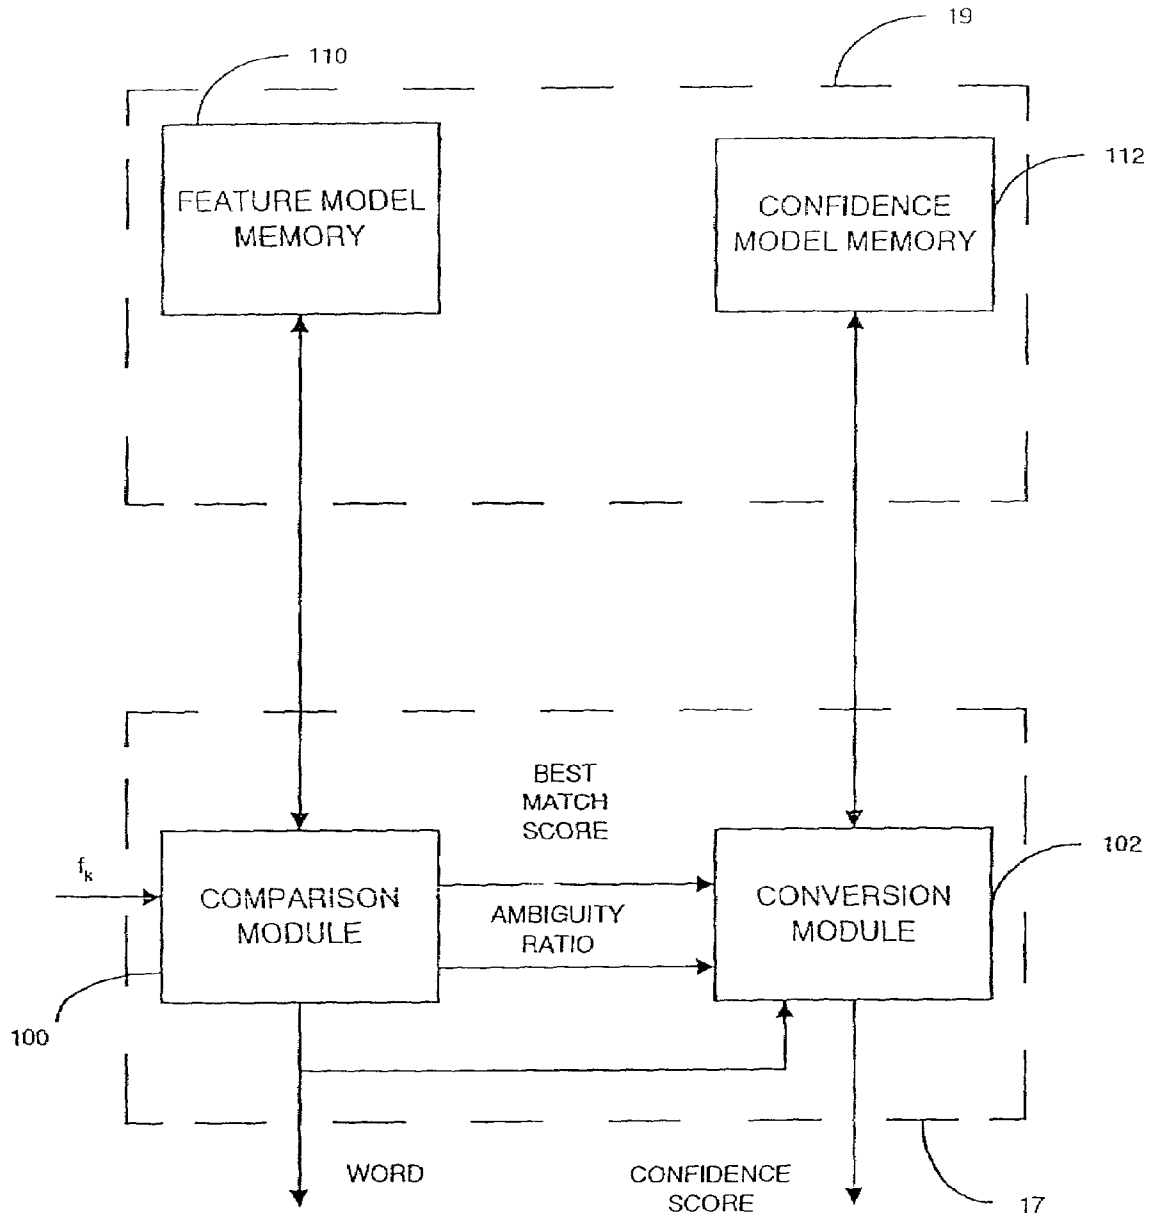 19
110
112
FEATURE MODEL
MEMORY
CONFIDENCE
MODEL MEMORY
BEST
MATCH
SCORE
102
fk
COMPARISON
MODULE
AMBIGUITY
RATIO
CONVERSION
MODULE
100
WORD
CONFIDENCE
SCORE
17